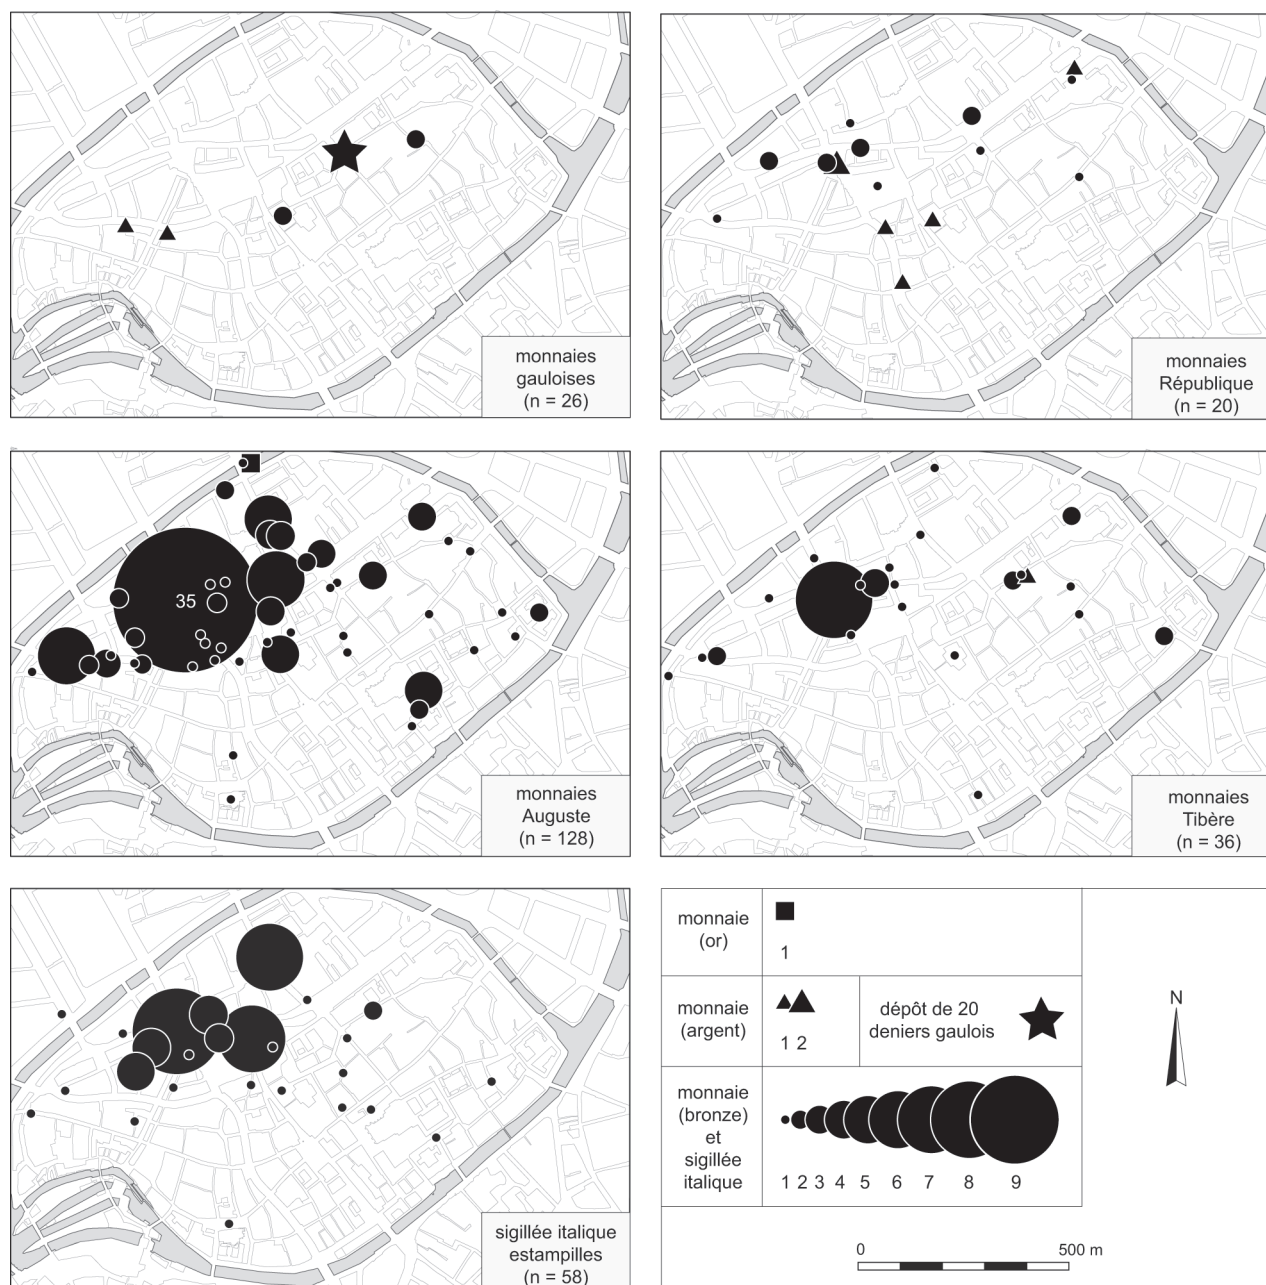 monnaies
gauloises
(n = 26)
monnaies
République
(n = 20)
35
monnaies
Auguste
(n = 128)
monnaies
Tibère
(n = 36)
sigillée italique
estampilles
(n = 58)
monnaie
(or)
1
monnaie
(argent)
1 2
dépôt de 20
deniers gaulois
monnaie
(bronze)
et
sigillée
italique
1 2 3 4 5 6 7 8 9
N
0 500 m